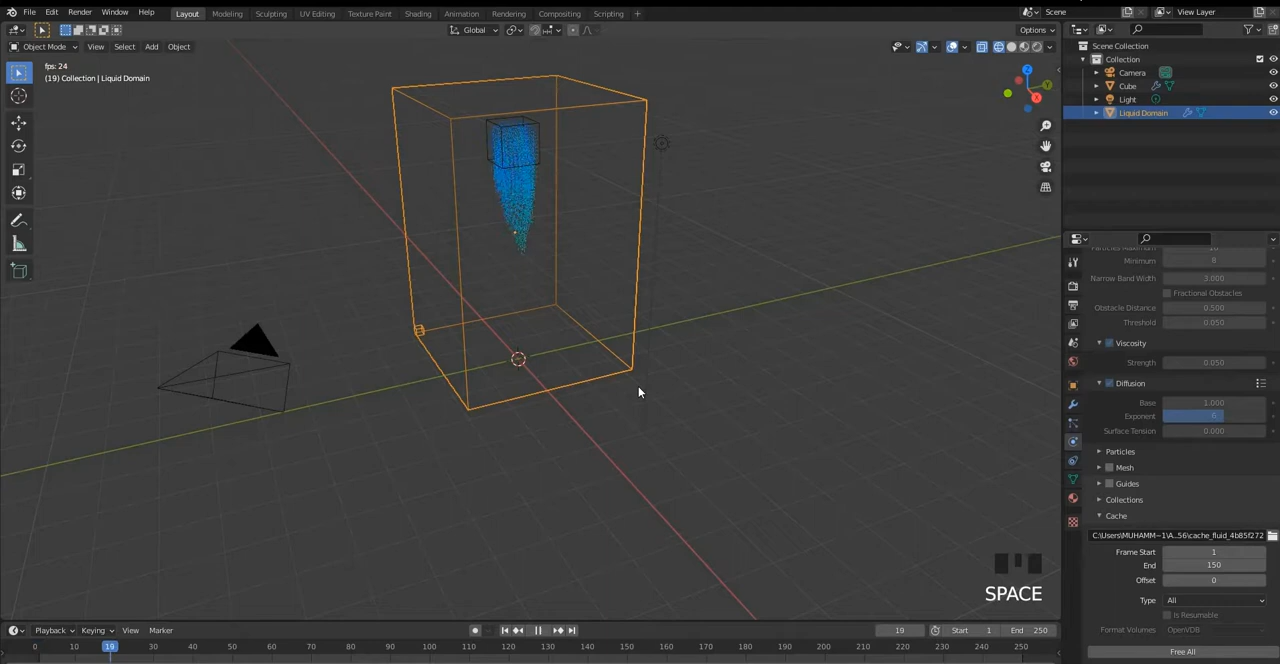 File Edit Render Window Help Layout Modeling Sculpting UV Editing Texture Paint Shading Animation Rendering Compositing Scripting + Scene View Layer
Global Options
Object Mode View Select Add Object
fps: 24
(19) Collection | Liquid Domain
Z
Y
X
Scene Collection
Collection
Camera
Cube
Light
Liquid Domain
Minimum 8
Narrow Band Width 3.000
Fractional Obstacles
Obstacle Distance 0.500
Threshold 0.050
Viscosity
Strength 0.050
Diffusion
Base 1.000
Exponent 6
Surface Tension 0.000
Particles
Mesh
Guides
Collections
Cache
C:\Users\MUHAMM~1\A...56\cache_fluid_4b85f272
Frame Start 1
End 150
Offset 0
Type All
Is Resumable
Format Volumes OpenVDB
Free All
SPACE
Playback Keying View Marker 19 Start 1 End 250
0 10 19 30 40 50 60 70 80 90 100 110 120 130 140 150 160 170 180 190 200 210 220 230 240 250